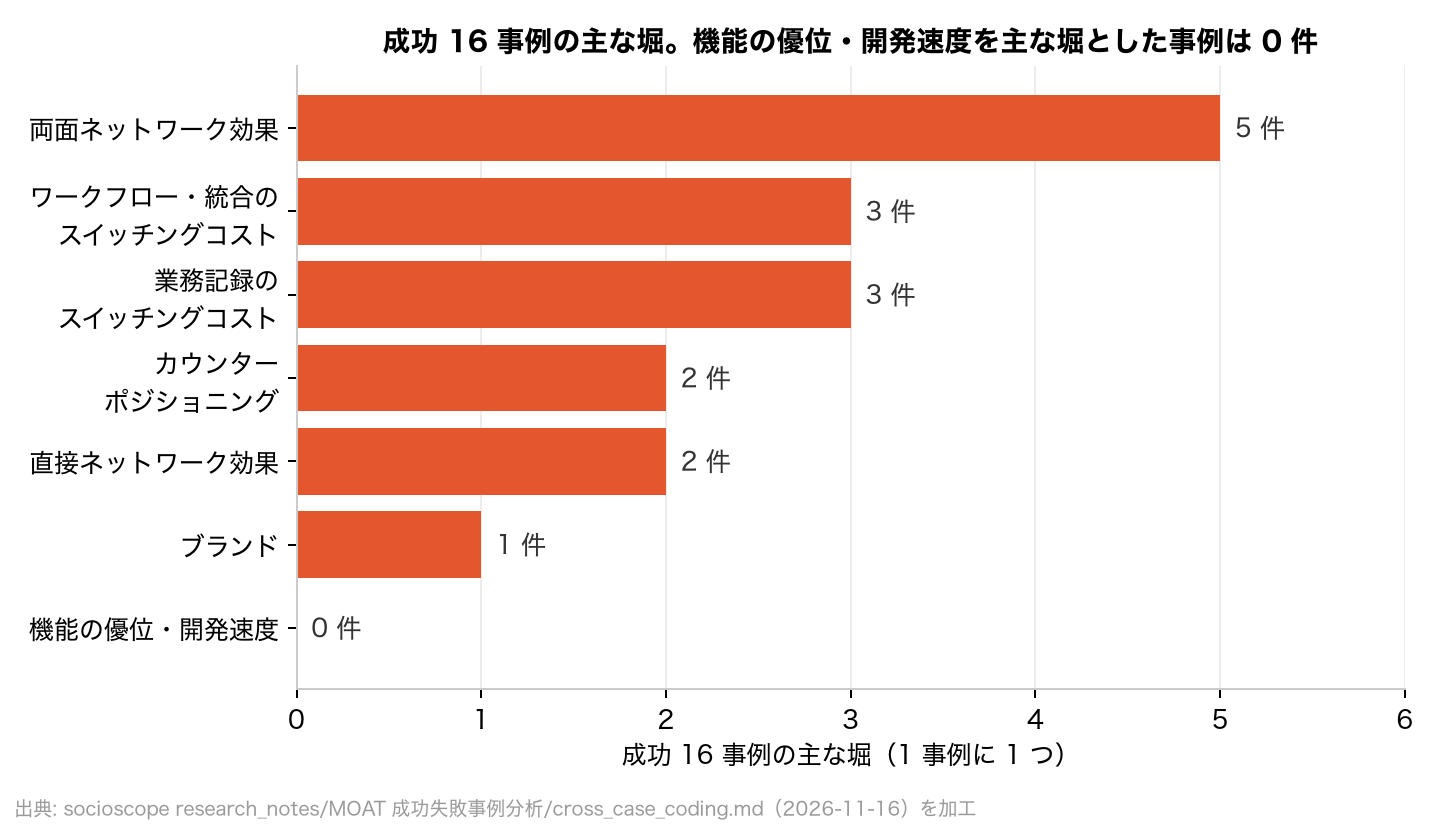 成功 16 事例の主な堀。機能の優位・開発速度を主な堀とした事例は 0 件
両面ネットワーク効果
5 件
ワークフロー・統合の
スイッチングコスト
3 件
業務記録の
スイッチングコスト
3 件
カウンター
ポジショニング
2 件
直接ネットワーク効果
2 件
ブランド
1 件
機能の優位・開発速度
0 件
0 1 2 3 4 5 6
成功 16 事例の主な堀（1 事例に 1 つ）
出典: socioscope research_notes/MOAT 成功失敗事例分析/cross_case_coding.md（2026-11-16）を加工